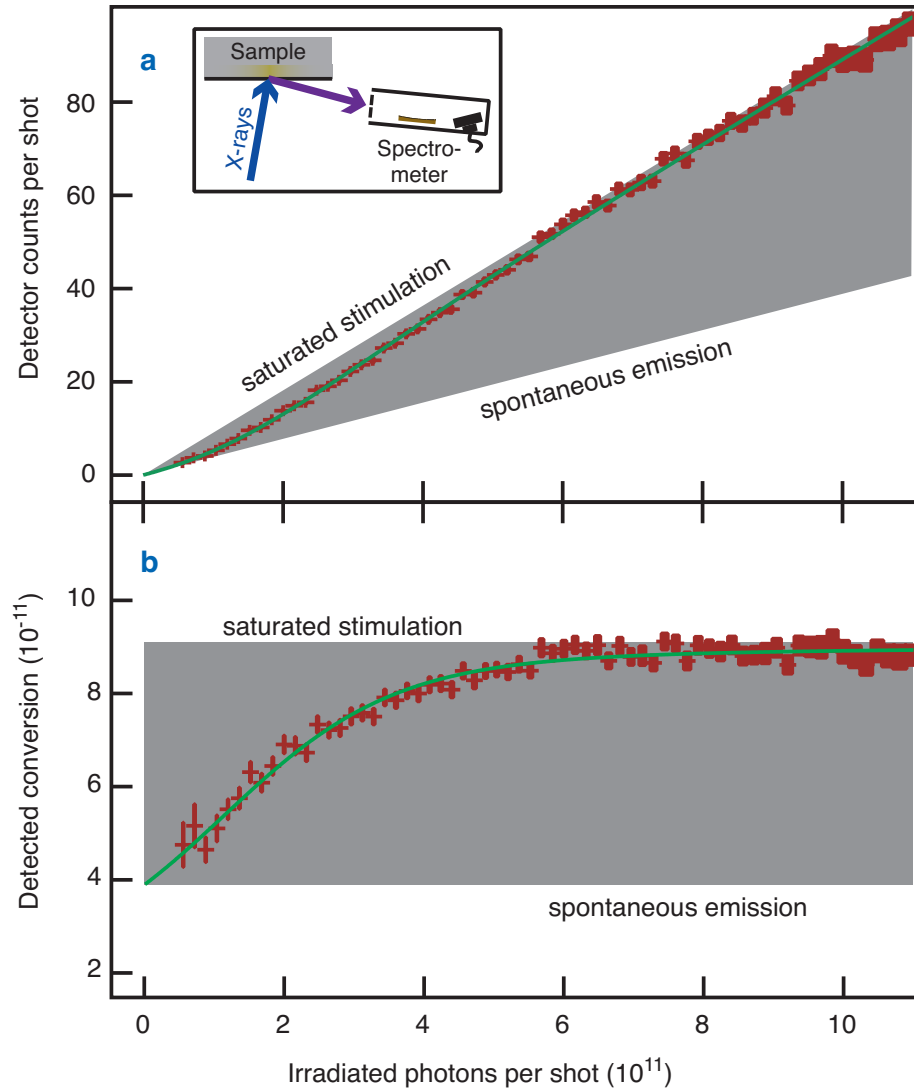 a
Sample
X-rays
Spectro-
meter
Detector counts per shot
80
60
40
20
0
saturated stimulation
spontaneous emission
b
Detected conversion (10⁻¹¹)
10
8
6
4
2
saturated stimulation
spontaneous emission
0 2 4 6 8 10
Irradiated photons per shot (10¹¹)